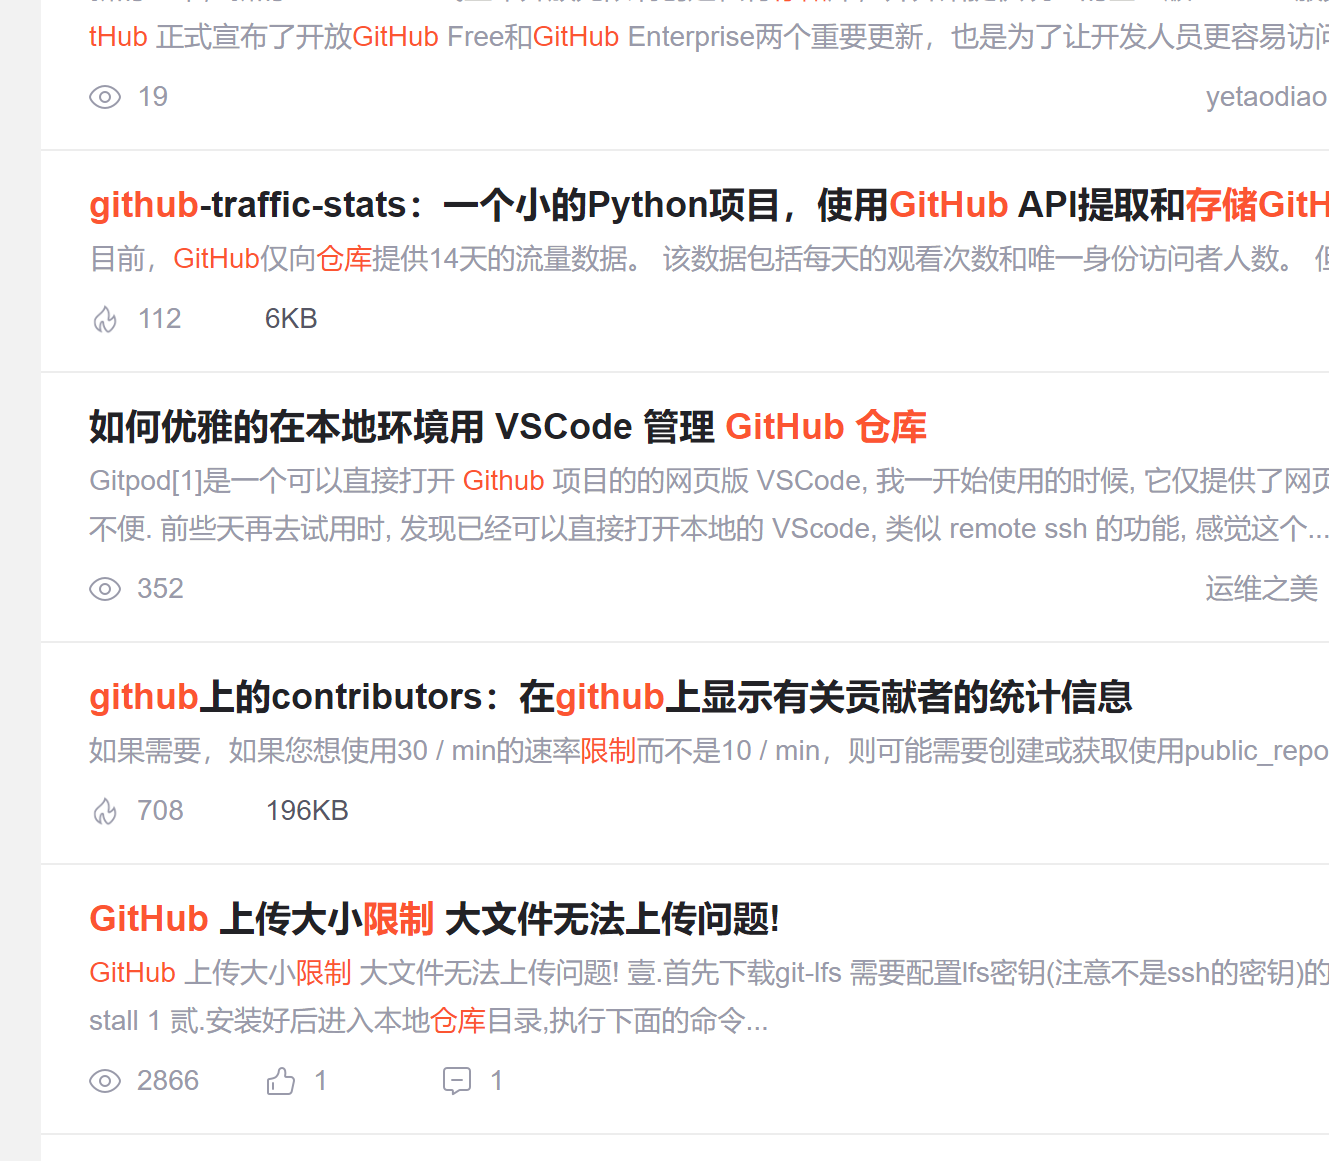 tHub 正式宣布了开放GitHub Free和GitHub Enterprise两个重要更新，也是为了让开发人员更容易访问
19
yetaodiao
github-traffic-stats：一个小的Python项目，使用GitHub API提取和存储GitH
目前，GitHub仅向仓库提供14天的流量数据。 该数据包括每天的观看次数和唯一身份访问者人数。 但
112 6KB
如何优雅的在本地环境用 VSCode 管理 GitHub 仓库
Gitpod[1]是一个可以直接打开 Github 项目的的网页版 VSCode, 我一开始使用的时候, 它仅提供了网页
不便. 前些天再去试用时, 发现已经可以直接打开本地的 VScode, 类似 remote ssh 的功能, 感觉这个...
352
运维之美
github上的contributors：在github上显示有关贡献者的统计信息
如果需要，如果您想使用30 / min的速率限制而不是10 / min，则可能需要创建或获取使用public_repo
708 196KB
GitHub 上传大小限制 大文件无法上传问题!
GitHub 上传大小限制 大文件无法上传问题! 壹.首先下载git-lfs 需要配置lfs密钥(注意不是ssh的密钥)的
stall 1 贰.安装好后进入本地仓库目录,执行下面的命令...
2866 1 1